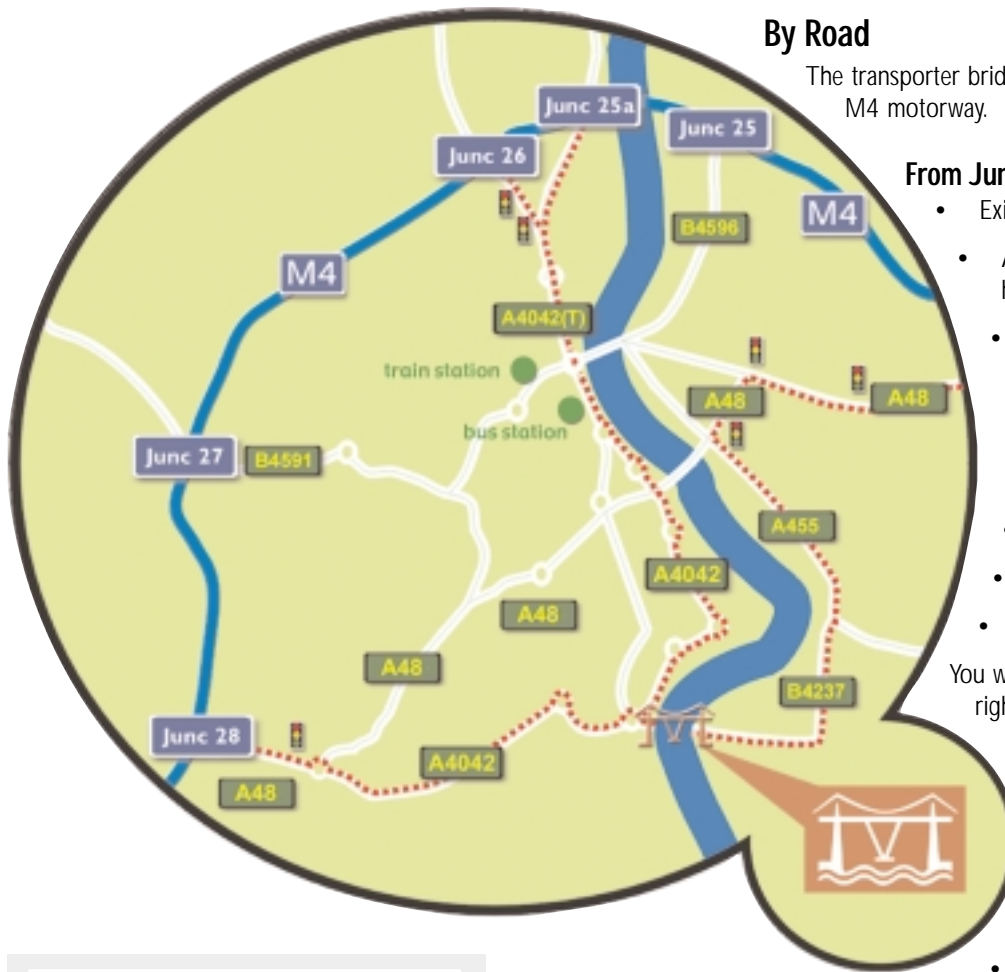 By Road
The transporter brid
M4 motorway.
From Jun
• Exi
•
•
•
•
You w
righ
•
Junc 25a
Junc 25
Junc 26
M4
B4596
M4
A4042(T)
train station
A48
A48
bus station
Junc 27
B4591
A455
A4042
A48
A48
B4237
Junc 28
A4042
A48